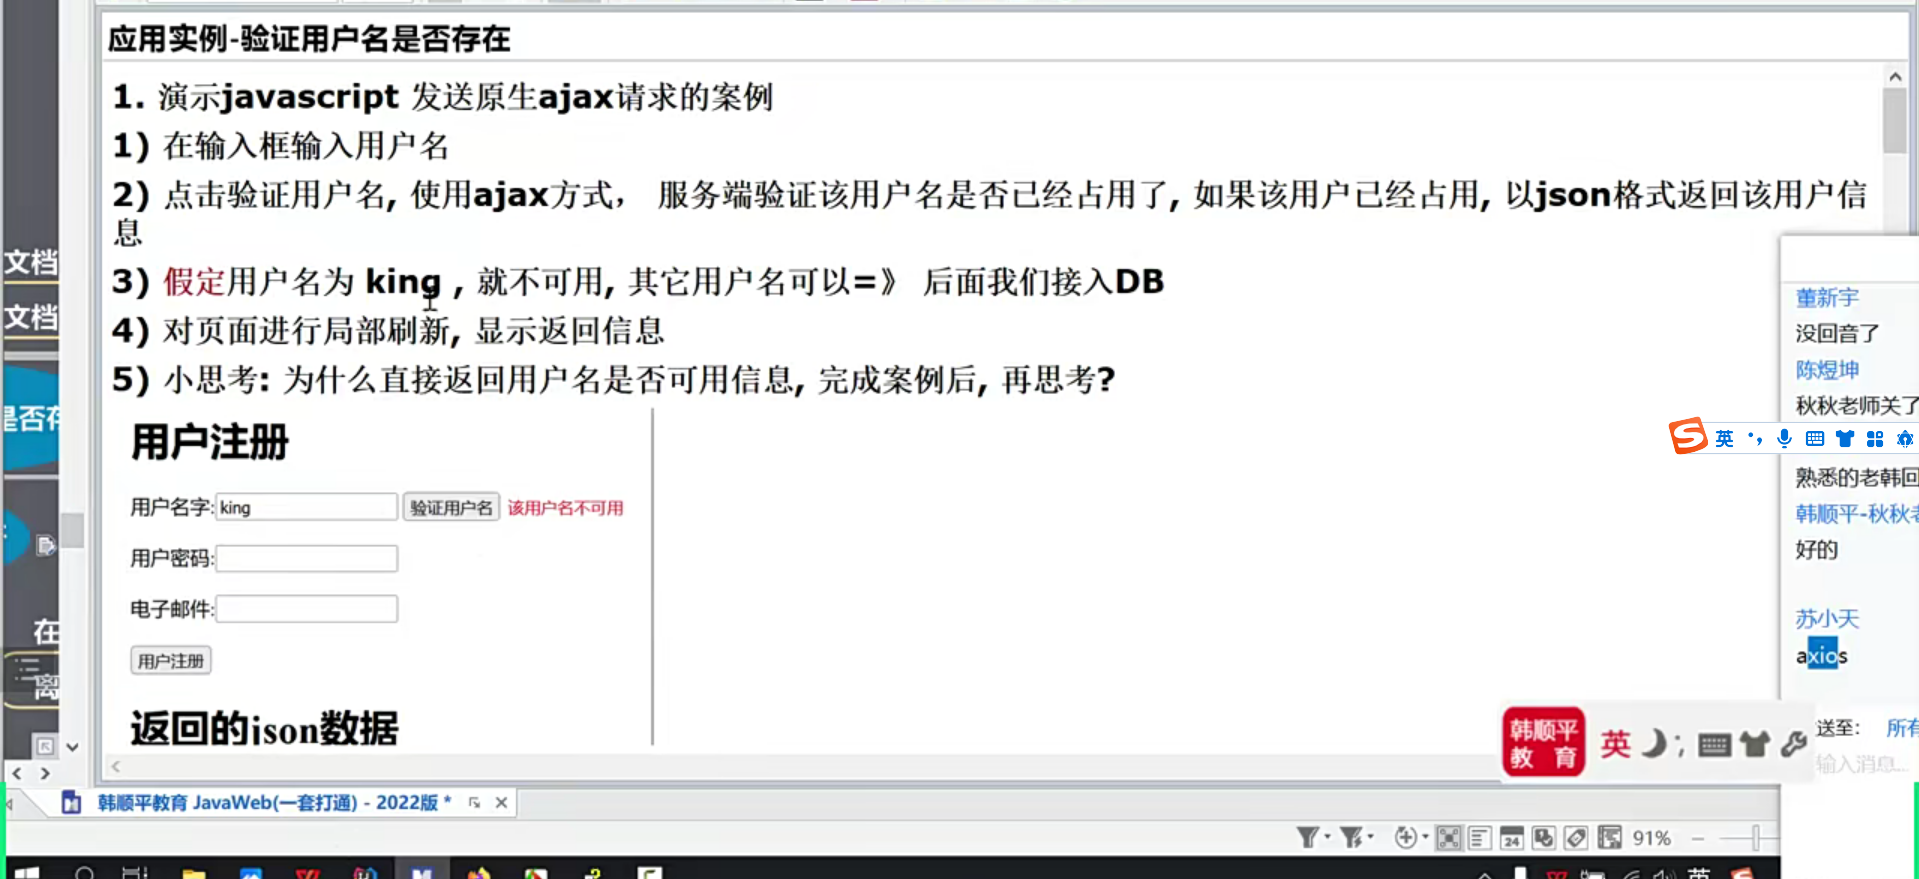 应用实例-验证用户名是否存在
1. 演示javascript 发送原生ajax请求的案例
1) 在输入框输入用户名
2) 点击验证用户名, 使用ajax方式， 服务端验证该用户名是否已经占用了, 如果该用户已经占用, 以json格式返回该用户信
息
3) 假定用户名为 king , 就不可用, 其它用户名可以=》 后面我们接入DB
4) 对页面进行局部刷新, 显示返回信息
5) 小思考: 为什么直接返回用户名是否可用信息, 完成案例后, 再思考?
用户注册
用户名字: king 验证用户名 该用户名不可用
用户密码:
电子邮件:
用户注册
返回的json数据
文档
文档
是否存
在
离
董新宇
没回音了
陈煜坤
秋秋老师关了
英
熟悉的老韩回
韩顺平-秋秋老
好的
苏小天
axios
送至: 所有
输入消息...
韩顺平
教 育
英
韩顺平教育 JavaWeb(一套打通) - 2022版 *
24
91%
英